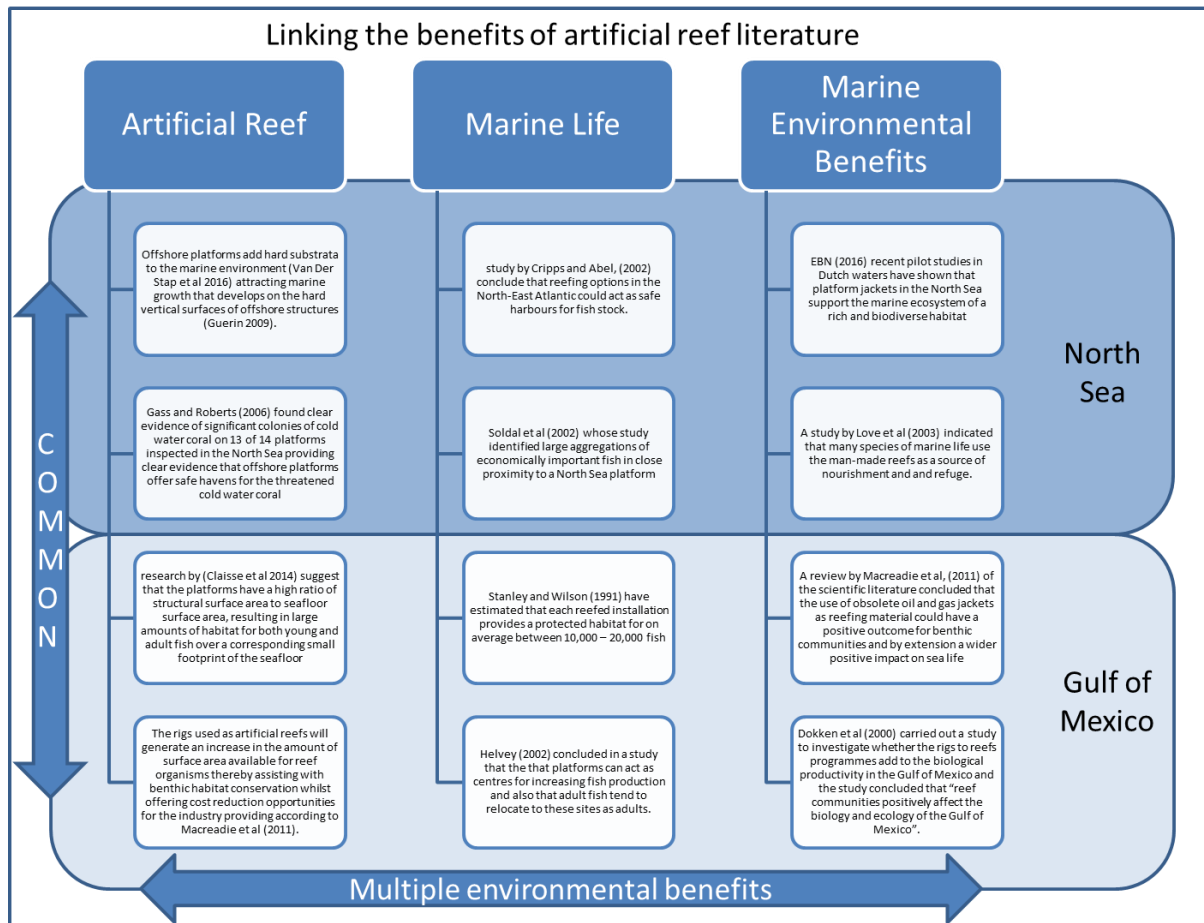 Linking the benefits of artificial reef literature
Artificial Reef
Marine Life
Marine
Environmental
Benefits
Offshore platforms add hard substrata
to the marine environment (Van Der
Stap et al 2016) attracting marine
growth that develops on the hard
vertical surfaces of offshore structures
(Guerin 2009).
study by Cripps and Abel, (2002)
conclude that reefing options in the
North-East Atlantic could act as safe
harbours for fish stock.
EBN (2016) recent pilot studies in
Dutch waters have shown that
platform jackets in the North Sea
support the marine ecosystem of a
rich and biodiverse habitat
North
Sea
Gass and Roberts (2006) found clear
evidence of significant colonies of cold
water coral on 13 of 14 platforms
inspected in the North Sea providing
clear evidence that offshore platforms
offer safe havens for the threatened
cold water coral
Soldal et al (2002) whose study
identified large aggregations of
economically important fish in close
proximity to a North Sea platform
A study by Love et al (2003) indicated
that many species of marine life use
the man-made reefs as a source of
nourishment and and refuge.
COMMON
research by (Claisse et al 2014) suggest
that the platforms have a high ratio of
structural surface area to seafloor
surface area, resulting in large
amounts of habitat for both young and
adult fish over a corresponding small
footprint of the seafloor
Stanley and Wilson (1991) have
estimated that each reefed installation
provides a protected habitat for on
average between 10,000 – 20,000 fish
A review by Macreadie et al, (2011) of
the scientific literature concluded that
the use of obsolete oil and gas jackets
as reefing material could have a
positive outcome for benthic
communities and by extension a wider
positive impact on sea life
Gulf of
Mexico
The rigs used as artificial reefs will
generate an increase in the amount of
surface area available for reef
organisms thereby assisting with
benthic habitat conservation whilst
offering cost reduction opportunities
for the industry providing according to
Macreadie et al (2011).
Helvey (2002) concluded in a study
that the that platforms can act as
centres for increasing fish production
and also that adult fish tend to
relocate to these sites as adults.
Dokken et al (2000) carried out a study
to investigate whether the rigs to reefs
programmes add to the biological
productivity in the Gulf of Mexico and
the study concluded that “reef
communities positively affect the
biology and ecology of the Gulf of
Mexico”.
Multiple environmental benefits